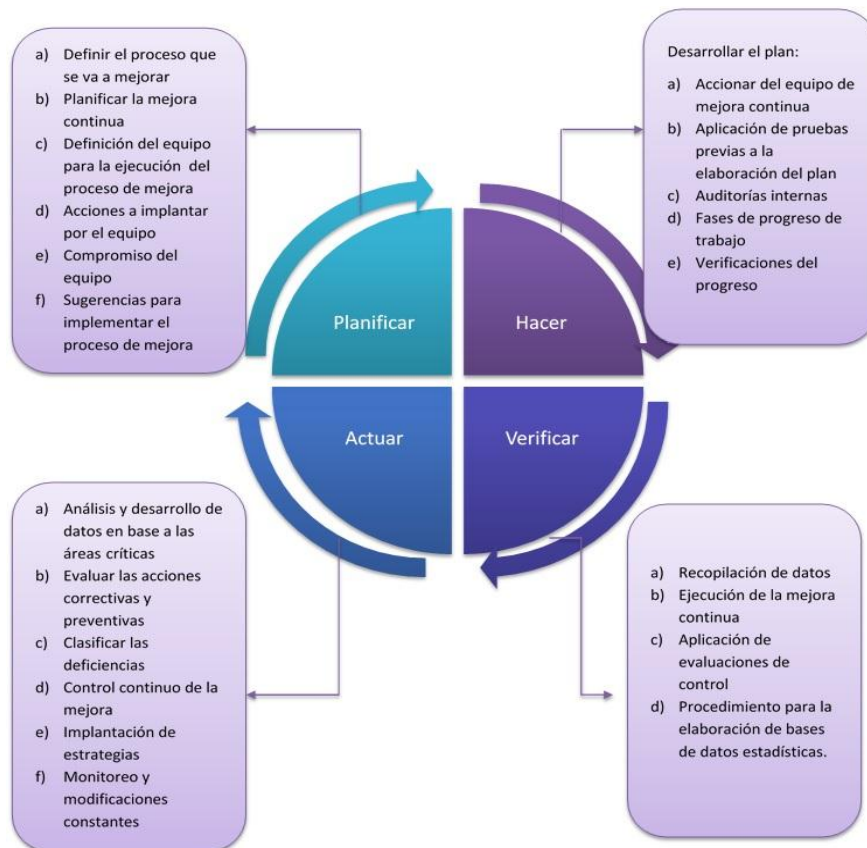 a) Definir el proceso que
se va a mejorar
b) Planificar la mejora
continua
c) Definición del equipo
para la ejecución del
proceso de mejora
d) Acciones a implantar
por el equipo
e) Compromiso del
equipo
f) Sugerencias para
implementar el
proceso de mejora
Desarrollar el plan:
a) Accionar del equipo de
mejora continua
b) Aplicación de pruebas
previas a la
elaboración del plan
c) Auditorías internas
d) Fases de progreso de
trabajo
e) Verificaciones del
progreso
Planificar
Hacer
Actuar
Verificar
a) Análisis y desarrollo de
datos en base a las
áreas críticas
b) Evaluar las acciones
correctivas y
preventivas
c) Clasificar las
deficiencias
d) Control continuo de la
mejora
e) Implantación de
estrategias
f) Monitoreo y
modificaciones
constantes
a) Recopilación de datos
b) Ejecución de la mejora
continua
c) Aplicación de
evaluaciones de
control
d) Procedimiento para la
elaboración de bases
de datos estadísticas.